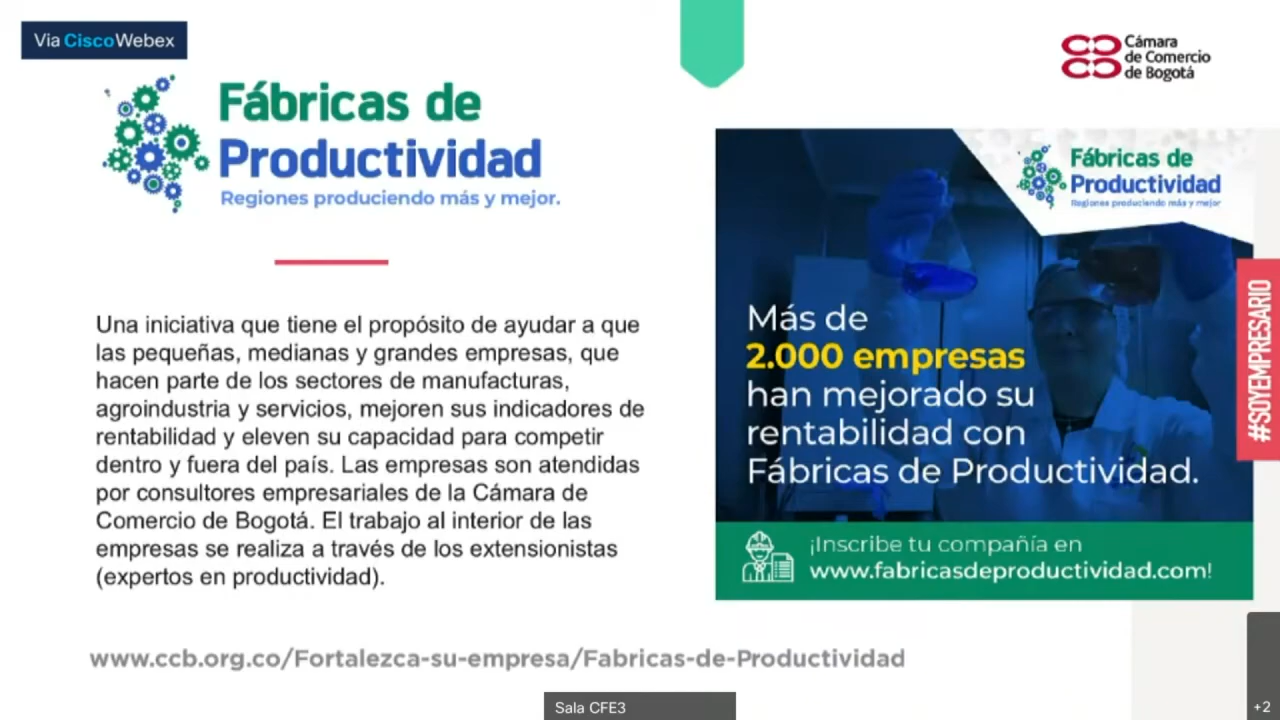 Via CiscoWebex
Cámara
de Comercio
de Bogotá
Fábricas de
Productividad
Regiones produciendo más y mejor.
Una iniciativa que tiene el propósito de ayudar a que
las pequeñas, medianas y grandes empresas, que
hacen parte de los sectores de manufacturas,
agroindustria y servicios, mejoren sus indicadores de
rentabilidad y eleven su capacidad para competir
dentro y fuera del país. Las empresas son atendidas
por consultores empresariales de la Cámara de
Comercio de Bogotá. El trabajo al interior de las
empresas se realiza a través de los extensionistas
(expertos en productividad).
Fábricas de
Productividad
Regiones produciendo más y mejor
Más de
2.000 empresas
han mejorado su
rentabilidad con
Fábricas de Productividad.
¡Inscribe tu compañía en
www.fabricasdeproductividad.com!
#SOYEMPRESARIO
www.ccb.org.co/Fortalezca-su-empresa/Fabricas-de-Productividad
Sala CFE3
+2